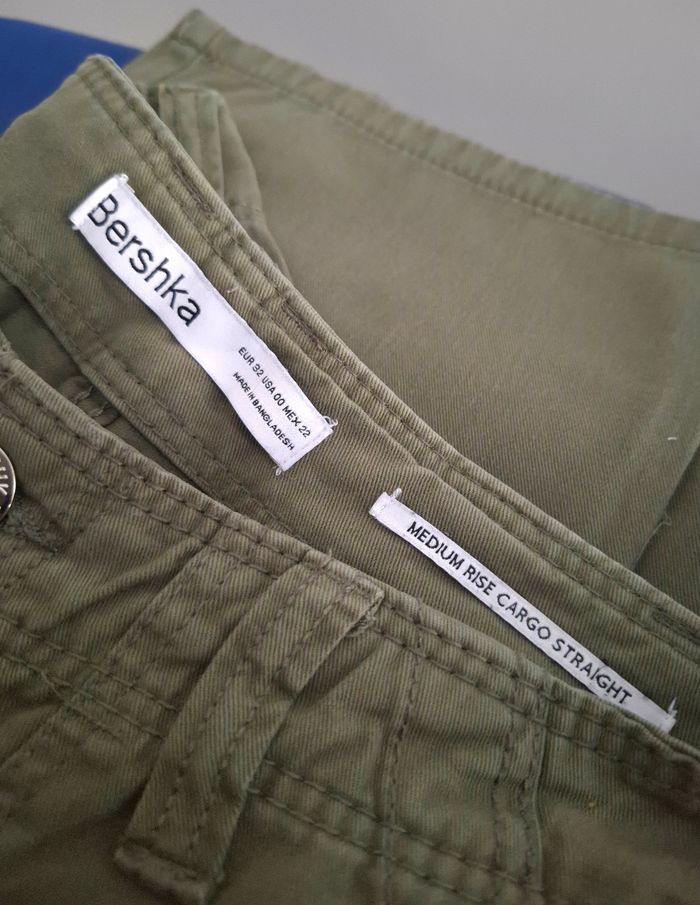 Bershka
EUR 32 USA 00 MEX 22
MADE IN BANGLADESH
MEDIUM RISE CARGO STRAIGHT